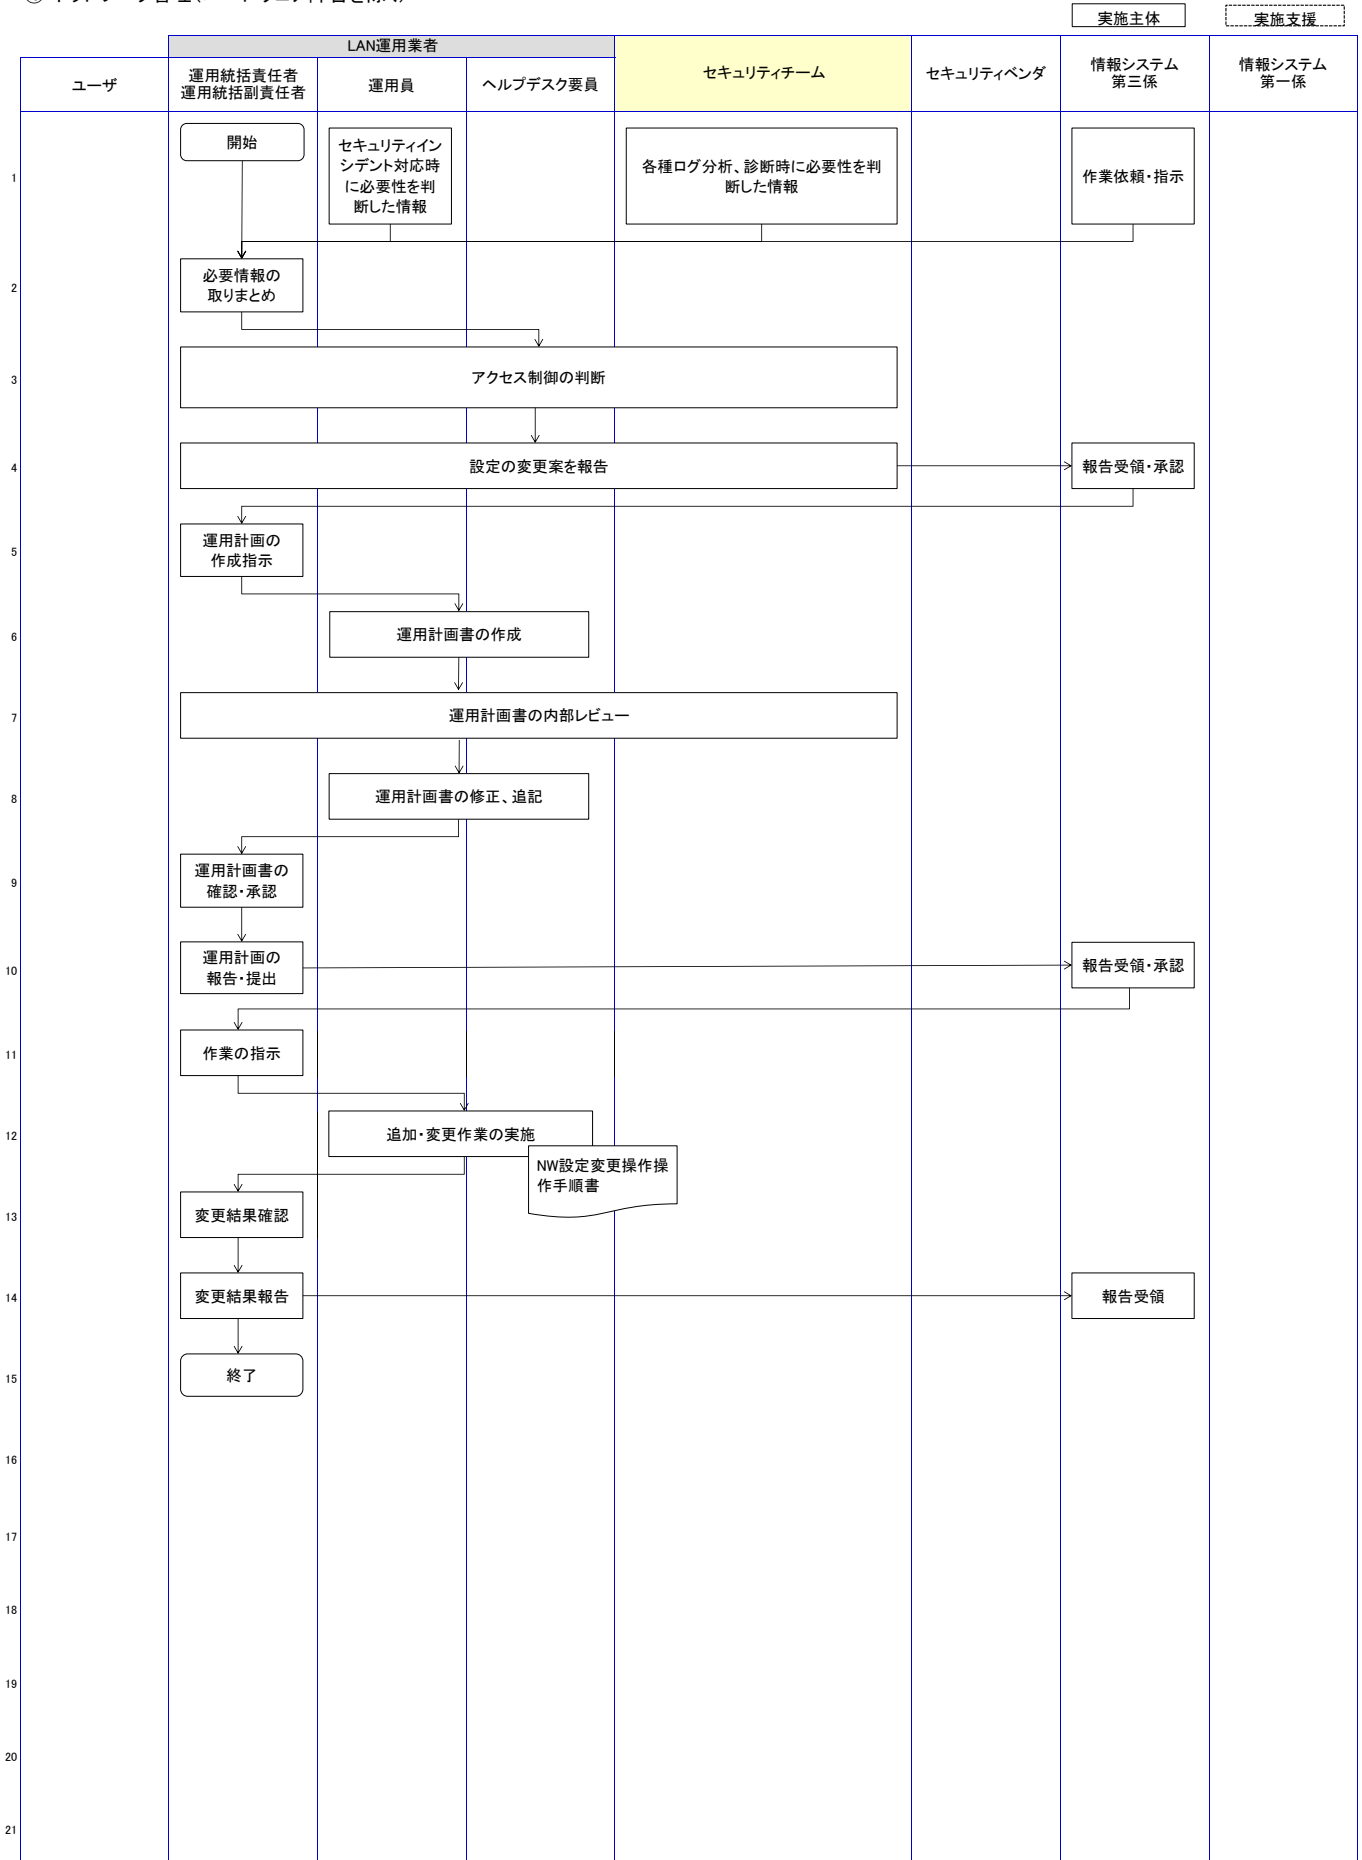 実施主体
実施支援
LAN運用業者
ユーザ
運用統括責任者
運用統括副責任者
運用員
ヘルプデスク要員
セキュリティチーム
セキュリティベンダ
情報システム
第三係
情報システム
第一係
1
開始
セキュリティイン
シデント対応時
に必要性を判
断した情報
各種ログ分析、診断時に必要性を判
断した情報
作業依頼・指示
2
必要情報の
取りまとめ
3
アクセス制御の判断
4
設定の変更案を報告
報告受領・承認
5
運用計画の
作成指示
6
運用計画書の作成
7
運用計画書の内部レビュー
8
運用計画書の修正、追記
9
運用計画書の
確認・承認
10
運用計画の
報告・提出
報告受領・承認
11
作業の指示
12
追加・変更作業の実施
NW設定変更操作操
作手順書
13
変更結果確認
14
変更結果報告
報告受領
15
終了
16
17
18
19
20
21